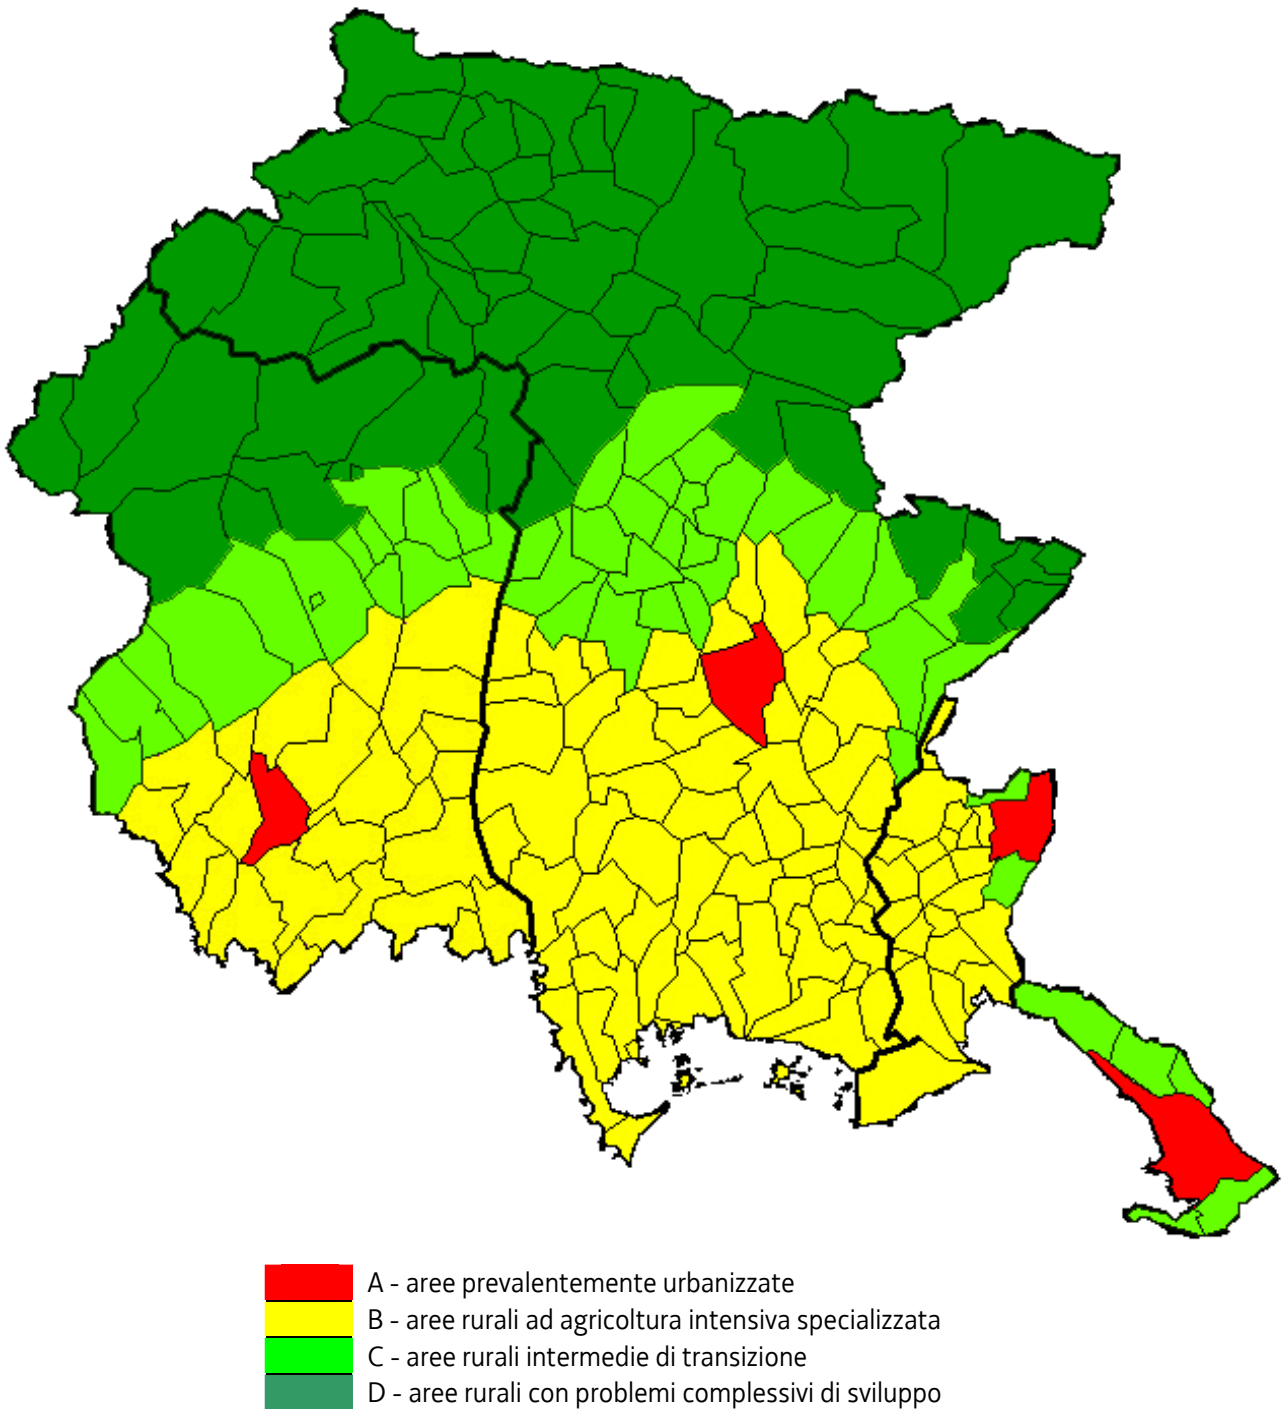 A - aree prevalentemente urbanizzate
B - aree rurali ad agricoltura intensiva specializzata
C - aree rurali intermedie di transizione
D - aree rurali con problemi complessivi di sviluppo